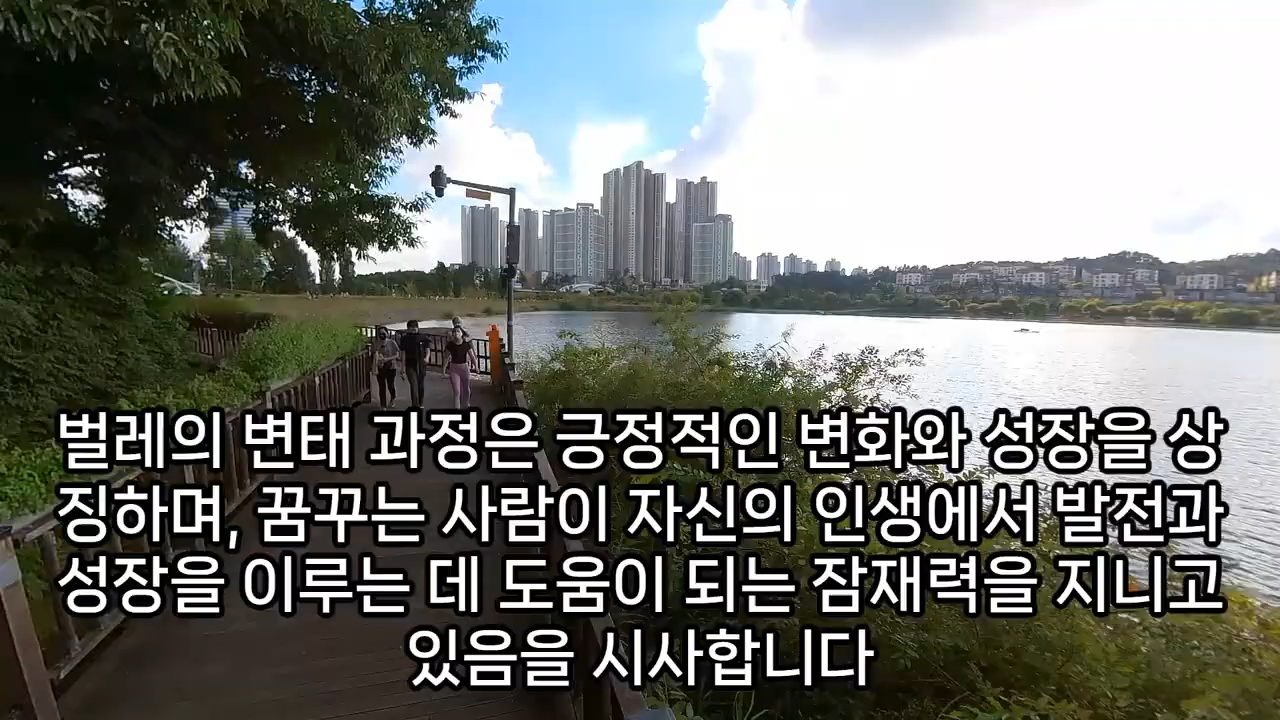 벌레의 변태 과정은 긍정적인 변화와 성장을 상
징하며, 꿈꾸는 사람이 자신의 인생에서 발전과
성장을 이루는 데 도움이 되는 잠재력을 지니고
있음을 시사합니다